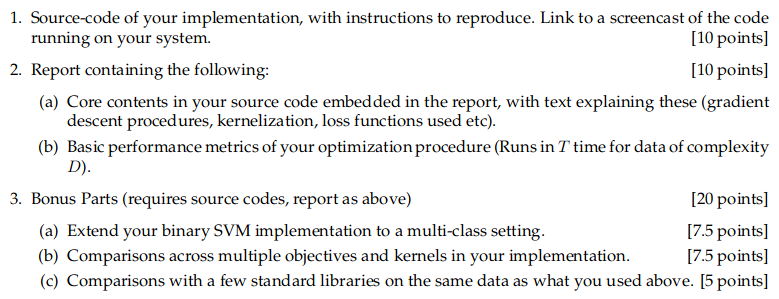 1. Source-code of your implementation, with instructions to reproduce. Link to a screencast of the code
running on your system. [10 points]
2. Report containing the following: [10 points]
(a) Core contents in your source code embedded in the report, with text explaining these (gradient
descent procedures, kernelization, loss functions used etc).
(b) Basic performance metrics of your optimization procedure (Runs in T time for data of complexity
D).
3. Bonus Parts (requires source codes, report as above) [20 points]
(a) Extend your binary SVM implementation to a multi-class setting. [7.5 points]
(b) Comparisons across multiple objectives and kernels in your implementation. [7.5 points]
(c) Comparisons with a few standard libraries on the same data as what you used above. [5 points]